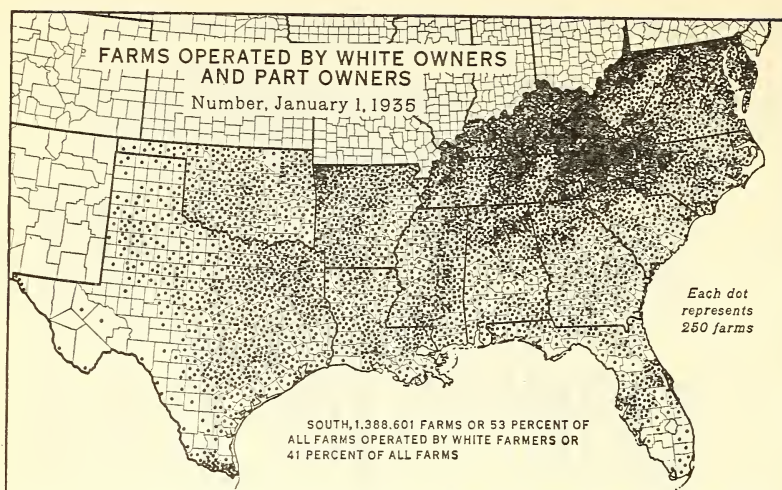 FARMS OPERATED BY WHITE OWNERS
AND PART OWNERS
Number, January 1, 1935
Each dot
represents
250 farms
SOUTH, 1.388.601 FARMS OR 53 PERCENT OF
ALL FARMS OPERATED BY WHITE FARMERS OR
41 PERCENT OF ALL FARMS